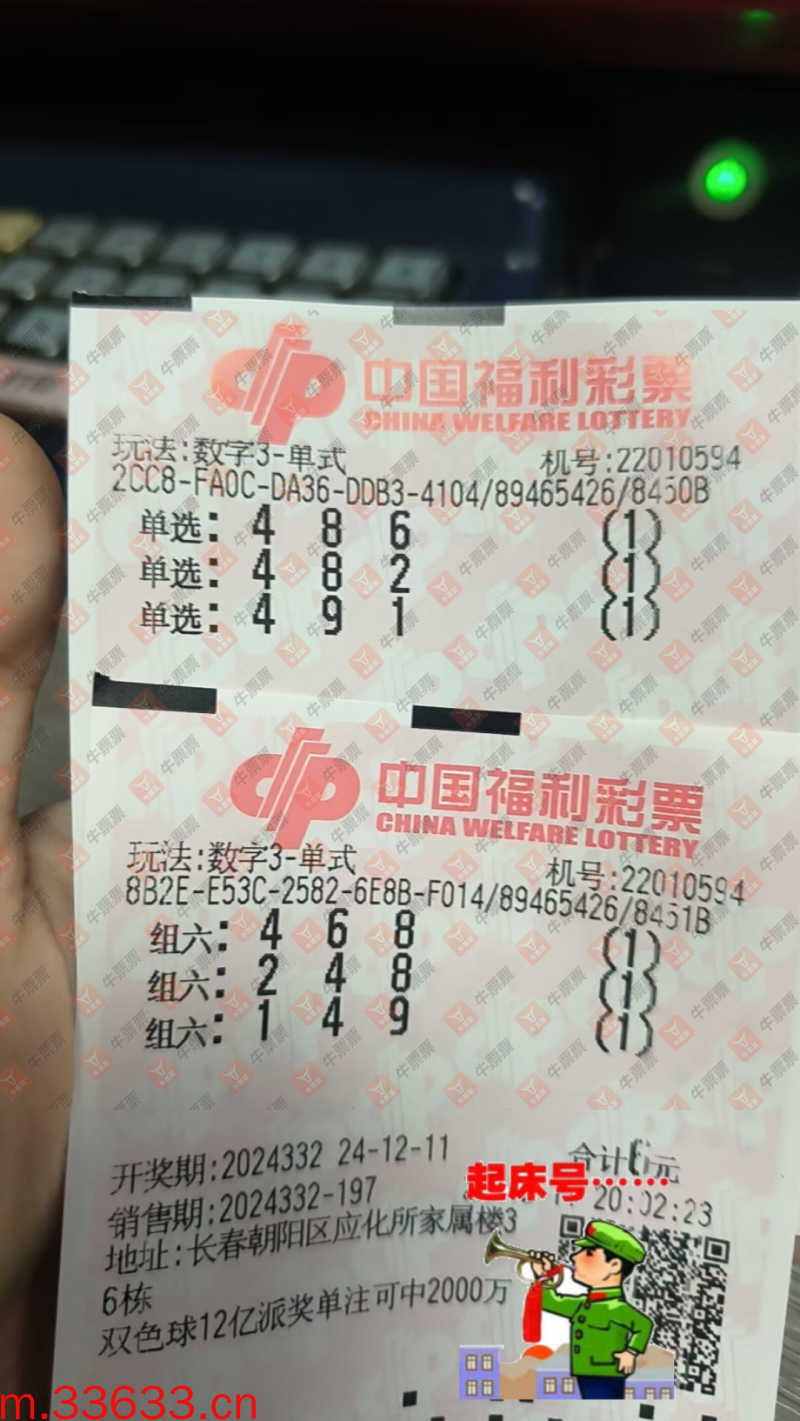 中国福利彩票
CHINA WELFARE LOTTERY
玩法:数字3-单式 机号:22010594
2CC8-FA0C-DA36-DDB3-4104/89465426/8450B
单选: 4 8 6 (1)
单选: 4 8 2 (1)
单选: 4 9 1 (1)
中国福利彩票
CHINA WELFARE LOTTERY
玩法:数字3-单式 机号:22010594
8B2E-E53C-2582-6E8B-F014/89465426/8451B
组六: 4 6 8 (1)
组六: 2 4 8 (1)
组六: 1 4 9 (1)
开奖期:2024332 24-12-11 合计6元
销售期:2024332-197 20:02:23
起床号……
地址:长春朝阳区应化所家属楼3
6栋
双色球12亿派奖单注可中2000万
m.33633.cn
牛票票